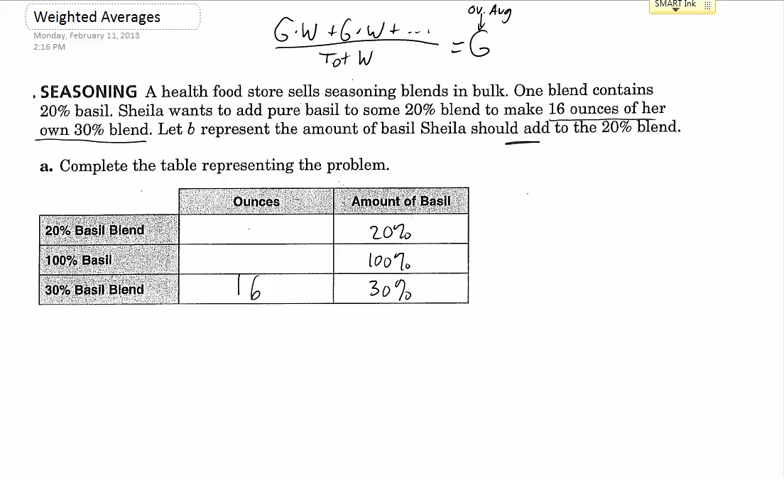 SMART Ink
Weighted Averages
Monday, February 11, 2013
2:16 PM
ov. Avg
G·W + G·W + ...
Tot W
= G
. SEASONING A health food store sells seasoning blends in bulk. One blend contains
20% basil. Sheila wants to add pure basil to some 20% blend to make 16 ounces of her
own 30% blend. Let b represent the amount of basil Sheila should add to the 20% blend.
a. Complete the table representing the problem.
Ounces Amount of Basil
20% Basil Blend 20%
100% Basil 100%
30% Basil Blend 16 30%